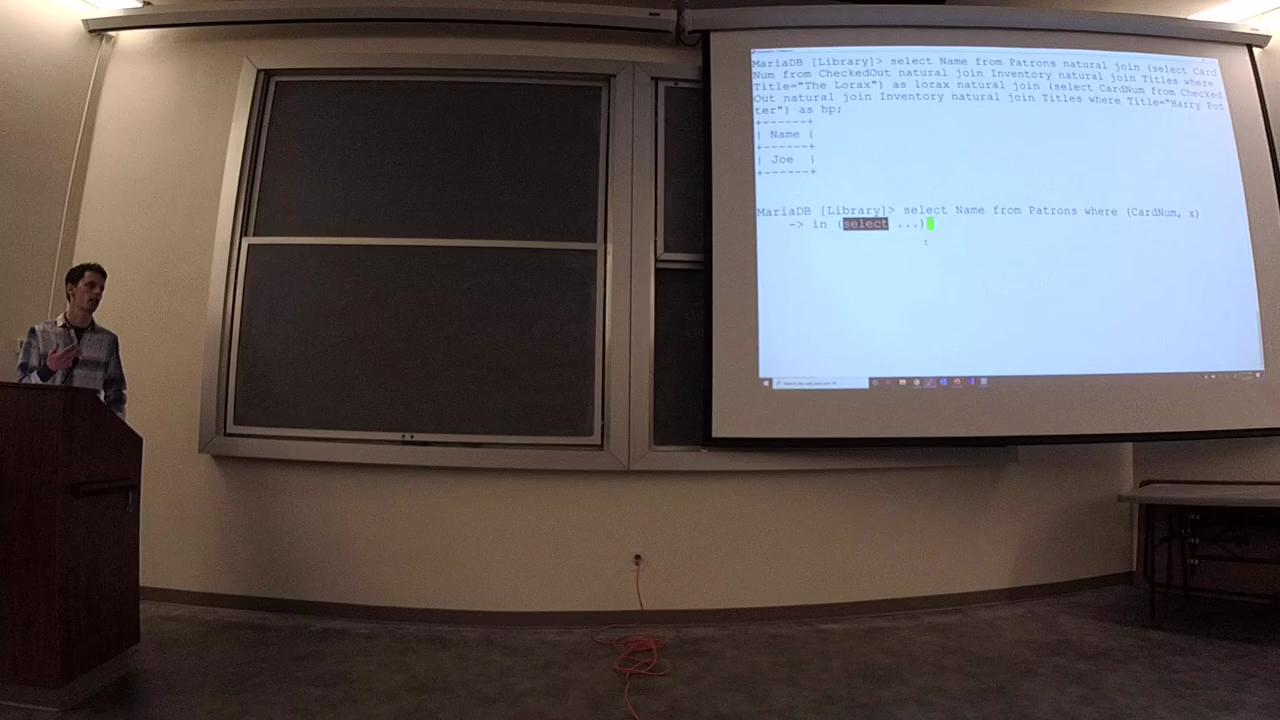 MariaDB [Library]> select Name from Patrons natural join (select Card
Num from CheckedOut natural join Inventory natural join Titles where
Title="The Lorax") as lorax natural join (select CardNum from Checked
Out natural join Inventory natural join Titles where Title="Harry Pot
ter") as hp;
+------+
| Name |
+------+
| Joe  |
+------+
MariaDB [Library]> select Name from Patrons where (CardNum, x)
-> in (select ...)